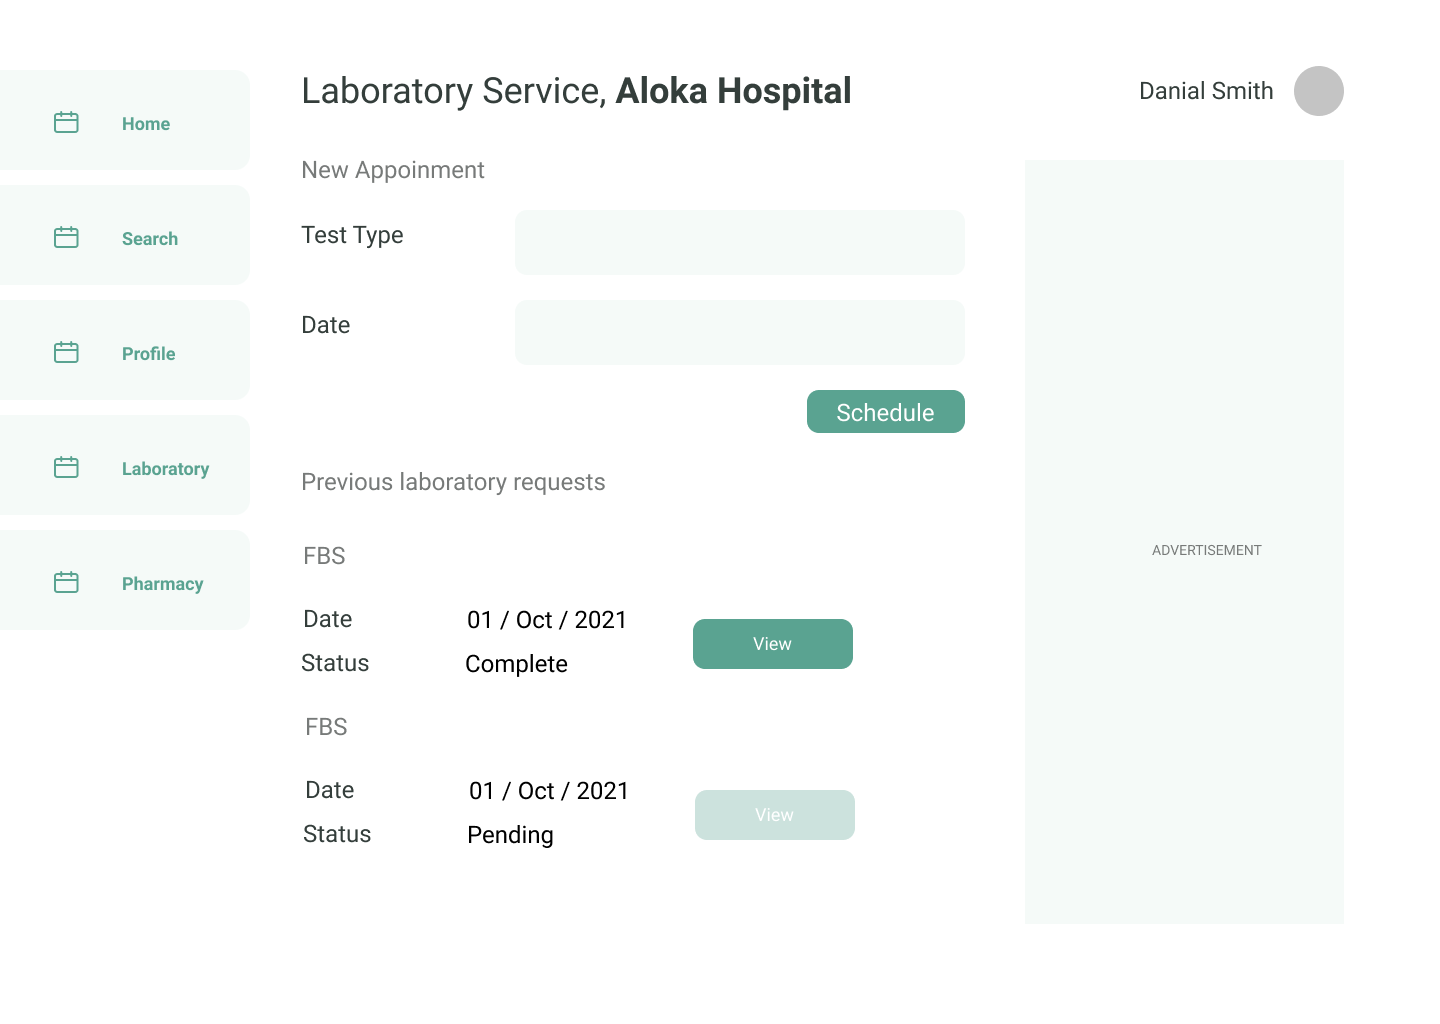 Laboratory Service, Aloka Hospital
Danial Smith
Home
Search
Profile
Laboratory
Pharmacy
New Appoinment
Test Type
Date
Schedule
Previous laboratory requests
FBS
Date 01 / Oct / 2021
Status Complete
View
FBS
Date 01 / Oct / 2021
Status Pending
View
ADVERTISEMENT